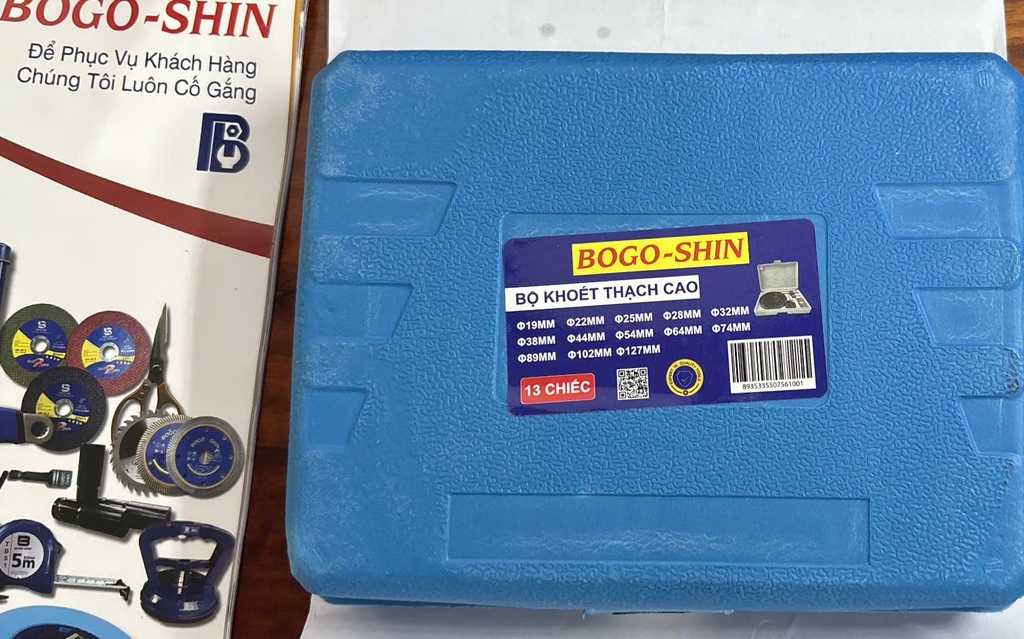 BOGO-SHIN
Để Phục Vụ Khách Hàng
Chúng Tôi Luôn Cố Gắng
B
5m
BOGO-SHIN
BỘ KHOÉT THẠCH CAO
Φ19MM Φ22MM Φ25MM Φ28MM Φ32MM
Φ38MM Φ44MM Φ54MM Φ64MM Φ74MM
Φ89MM Φ102MM Φ127MM
13 CHIẾC
8935335507561001